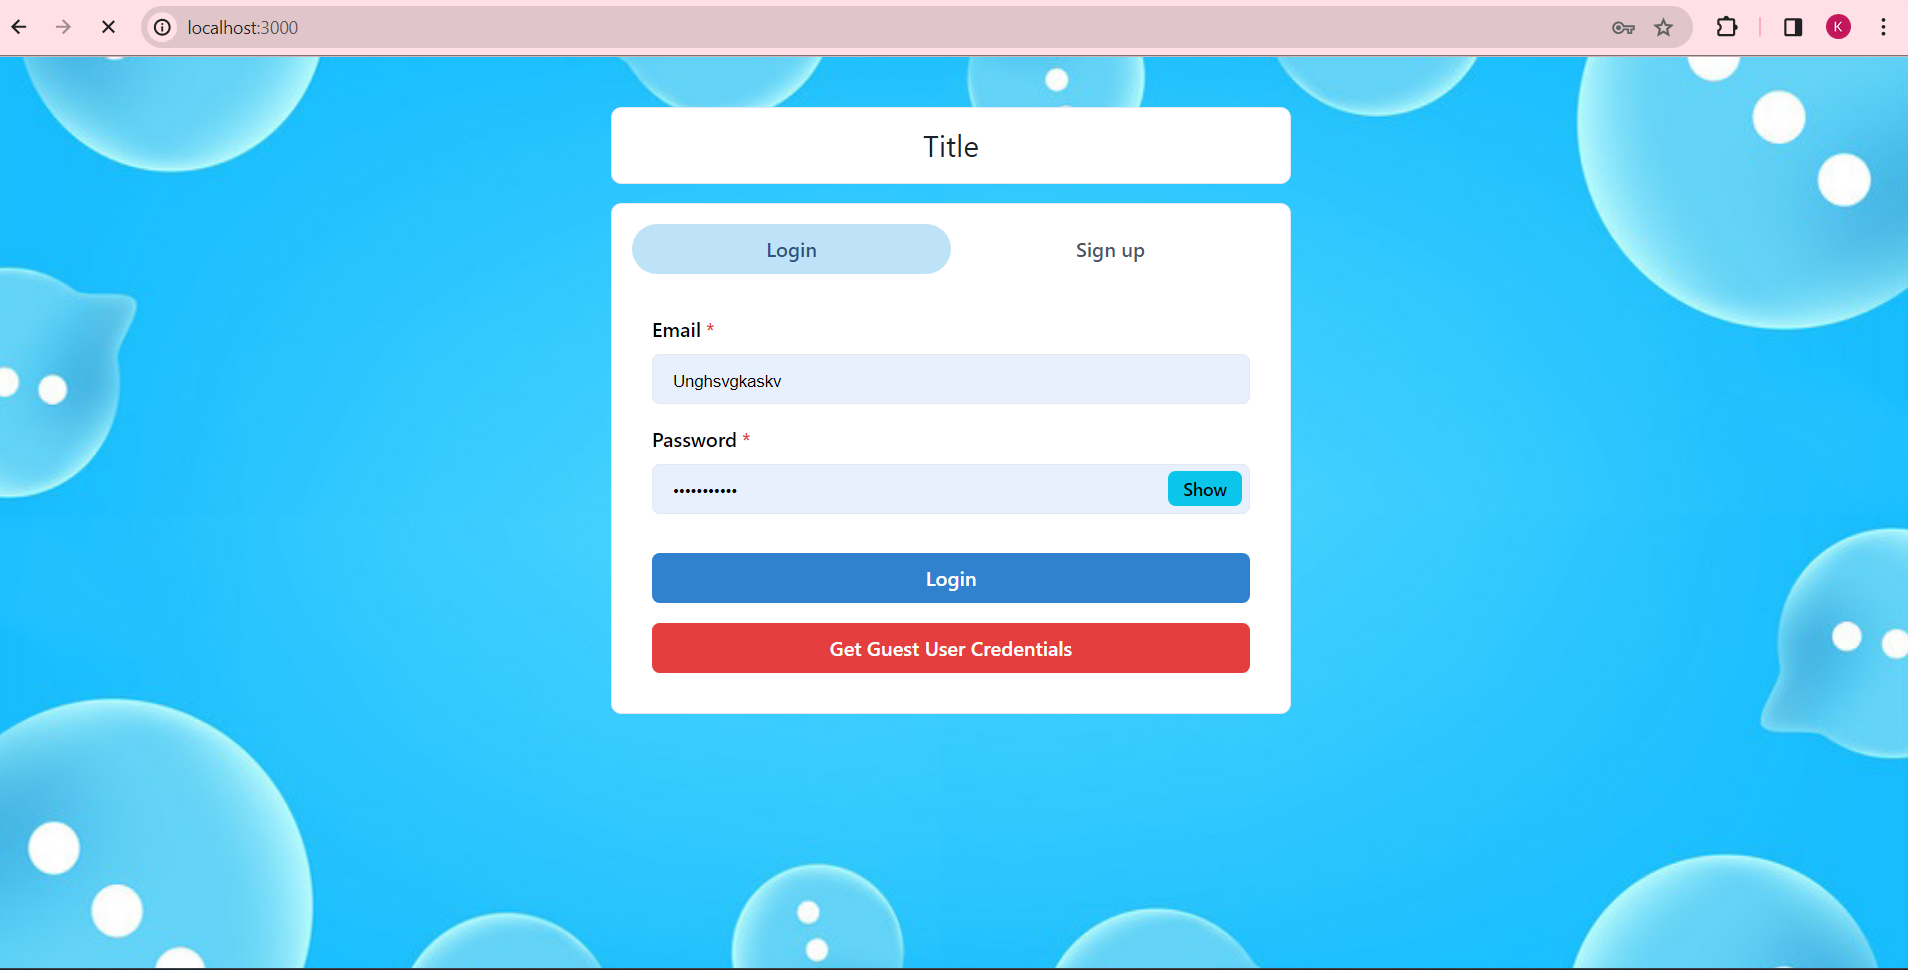 localhost:3000
K
Title
Login Sign up
Email *
Unghsvgkaskv
Password *
••••••••••• Show
Login
Get Guest User Credentials